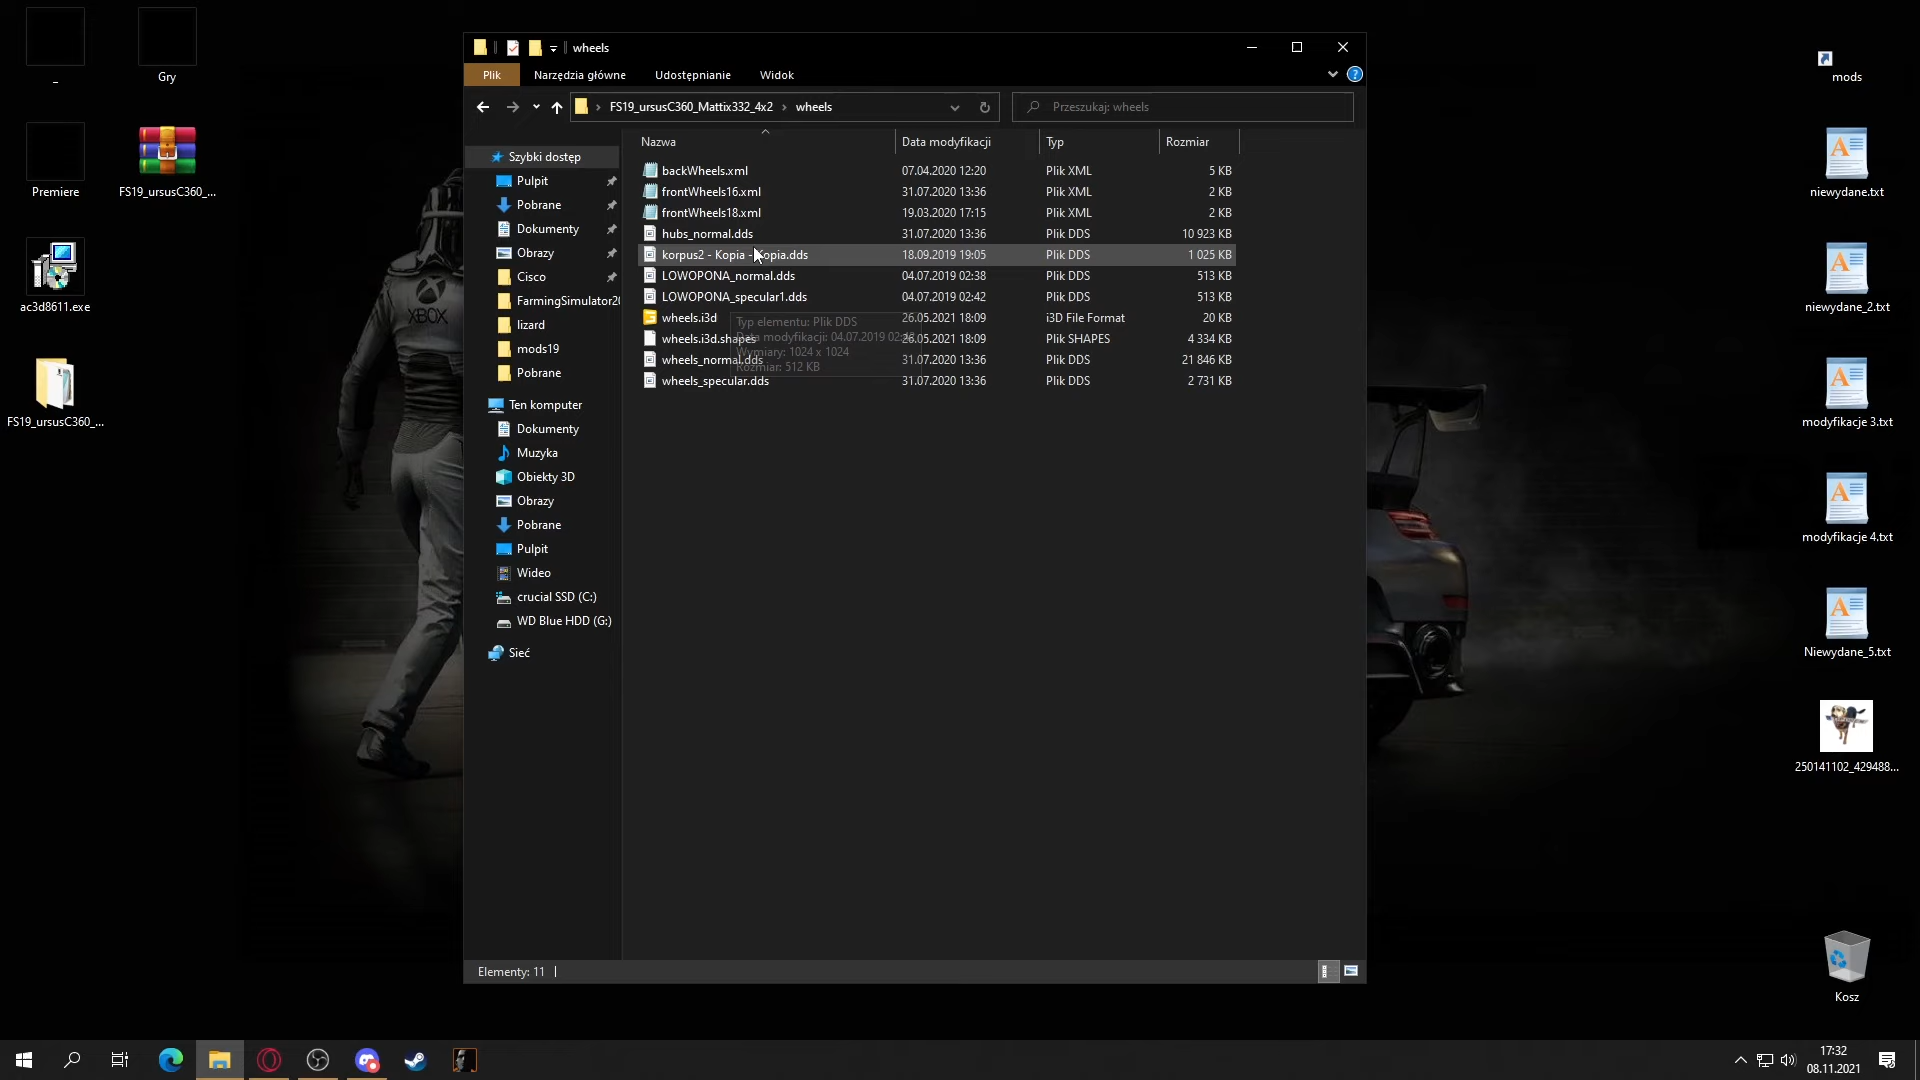 _
Gry
Premiere
FS19_ursusC360_...
ac3d8611.exe
FS19_ursusC360_...
wheels
Plik
Narzędzia główne
Udostępnianie
Widok
FS19_ursusC360_Mattix332_4x2
wheels
Przeszukaj: wheels
Szybki dostęp
Pulpit
Pobrane
Dokumenty
Obrazy
Cisco
FarmingSimulator20
lizard
mods19
Pobrane
Ten komputer
Dokumenty
Muzyka
Obiekty 3D
Obrazy
Pobrane
Pulpit
Wideo
crucial SSD (C:)
WD Blue HDD (G:)
Sieć
Nazwa Data modyfikacji Typ Rozmiar
backWheels.xml 07.04.2020 12:20 Plik XML 5 KB
frontWheels16.xml 31.07.2020 13:36 Plik XML 2 KB
frontWheels18.xml 19.03.2020 17:15 Plik XML 2 KB
hubs_normal.dds 31.07.2020 13:36 Plik DDS 10 923 KB
korpus2 - Kopia - Kopia.dds 18.09.2019 19:05 Plik DDS 1 025 KB
LOWOPONA_normal.dds 04.07.2019 02:38 Plik DDS 513 KB
LOWOPONA_specular1.dds 04.07.2019 02:42 Plik DDS 513 KB
wheels.i3d 26.05.2021 18:09 i3D File Format 20 KB
wheels.i3d.shapes 26.05.2021 18:09 Plik SHAPES 4 334 KB
wheels_normal.dds 31.07.2020 13:36 Plik DDS 21 846 KB
wheels_specular.dds 31.07.2020 13:36 Plik DDS 2 731 KB
Typ elementu: Plik DDS
Data modyfikacji: 04.07.2019 02:42
Wymiary: 1024 x 1024
Rozmiar: 512 KB
Elementy: 11
XBOX
mods
niewydane.txt
niewydane_2.txt
modyfikacje 3.txt
modyfikacje 4.txt
Niewydane_5.txt
250141102_429488...
Kosz
17:32
08.11.2021